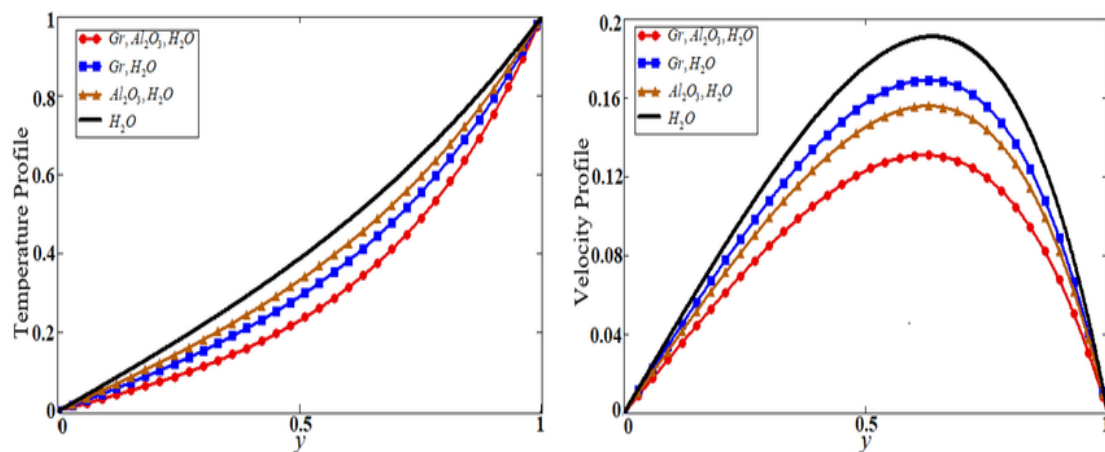 1
Gr, Al₂O₃, H₂O
Gr, H₂O
Al₂O₃, H₂O
H₂O
0.8
0.6
0.4
0.2
0
Temperature Profile
0
0.5
1
y
0.2
Gr, Al₂O₃, H₂O
Gr, H₂O
Al₂O₃, H₂O
H₂O
0.16
0.12
0.08
0.04
0
Velocity Profile
0
0.5
1
y